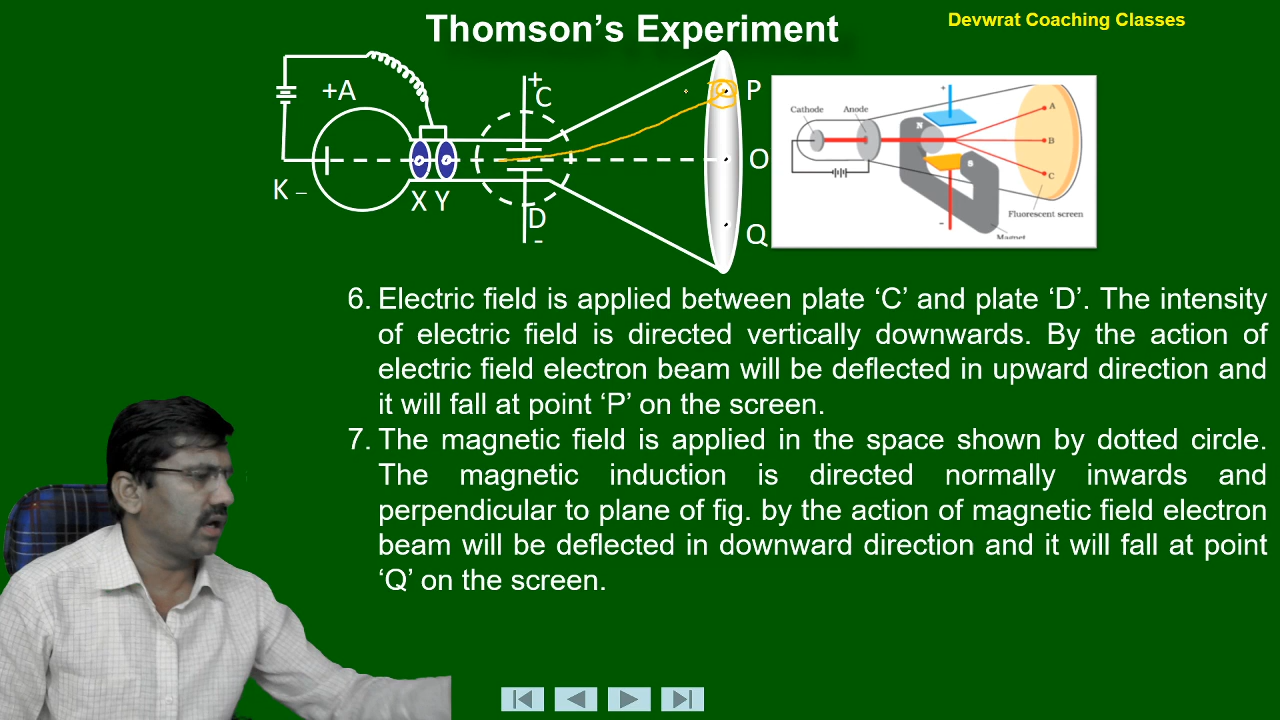 Thomson's Experiment
Devwrat Coaching Classes
+A
+
C
P
K –
X Y
O
D
-
Q
Cathode
Anode
+
N
S
A
B
C
-
Fluorescent screen
Magnet
6. Electric field is applied between plate ‘C’ and plate ‘D’. The intensity
of electric field is directed vertically downwards. By the action of
electric field electron beam will be deflected in upward direction and
it will fall at point ‘P’ on the screen.
7. The magnetic field is applied in the space shown by dotted circle.
The magnetic induction is directed normally inwards and
perpendicular to plane of fig. by the action of magnetic field electron
beam will be deflected in downward direction and it will fall at point
‘Q’ on the screen.